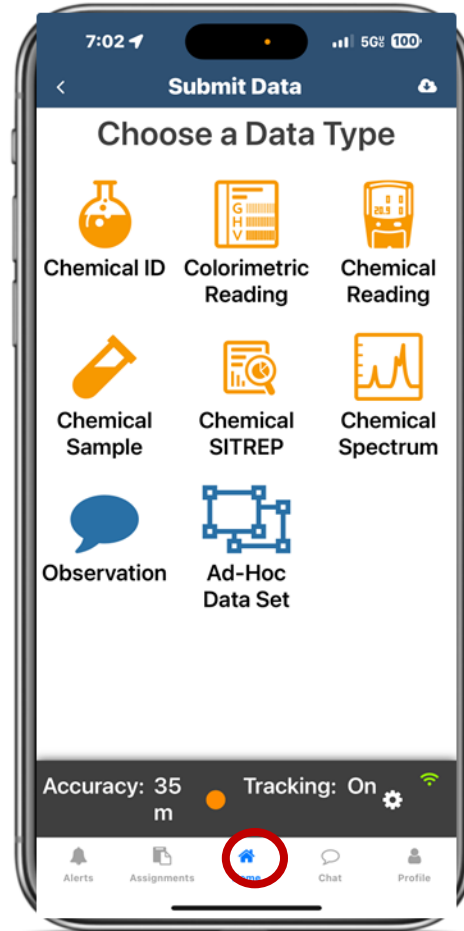 7:02 5G 100
Submit Data
Choose a Data Type
Chemical ID Colorimetric Chemical
Reading Reading
Chemical Chemical Chemical
Sample SITREP Spectrum
Observation Ad-Hoc
Data Set
Accuracy: 35 Tracking: On
m
Alerts Assignments Chat Profile